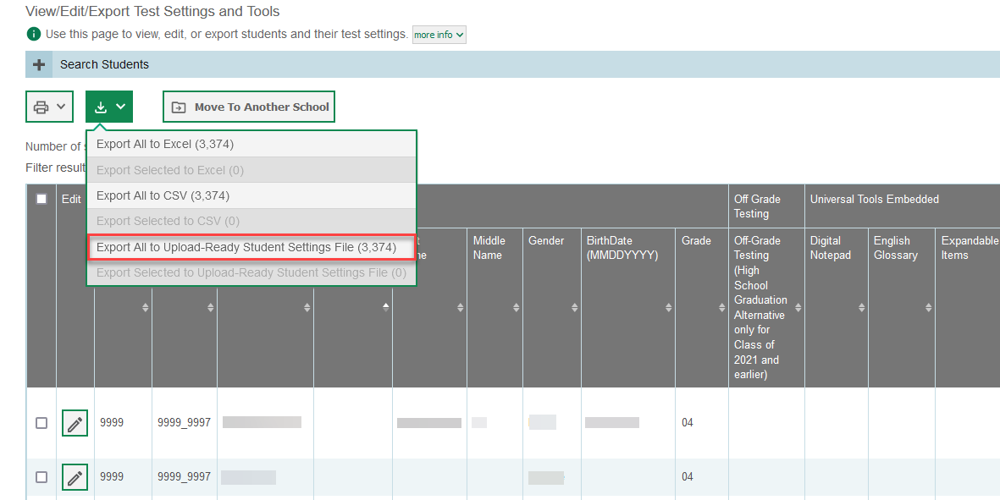 View/Edit/Export Test Settings and Tools
Use this page to view, edit, or export students and their test settings. more info
Search Students
Move To Another School
Number of
Export All to Excel (3,374)
Filter result
Export Selected to Excel (0)
Export All to CSV (3,374)
Export Selected to CSV (0)
Export All to Upload-Ready Student Settings File (3,374)
Export Selected to Upload-Ready Student Settings File (0)
Edit
Off Grade
Testing
Universal Tools Embedded
Middle
Name
Gender
BirthDate
(MMDDYYYY)
Grade
Off-Grade
Testing
(High
School
Graduation
Alternative
only for
Class of
2021 and
earlier)
Digital
Notepad
English
Glossary
Expandable
Items
9999 9999_9997 04
9999 9999_9997 04